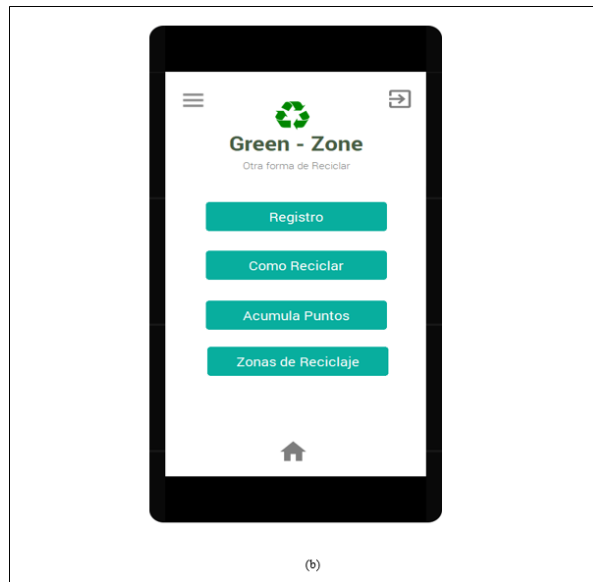 Green - Zone
Otra forma de Reciclar
Registro
Como Reciclar
Acumula Puntos
Zonas de Reciclaje
(b)